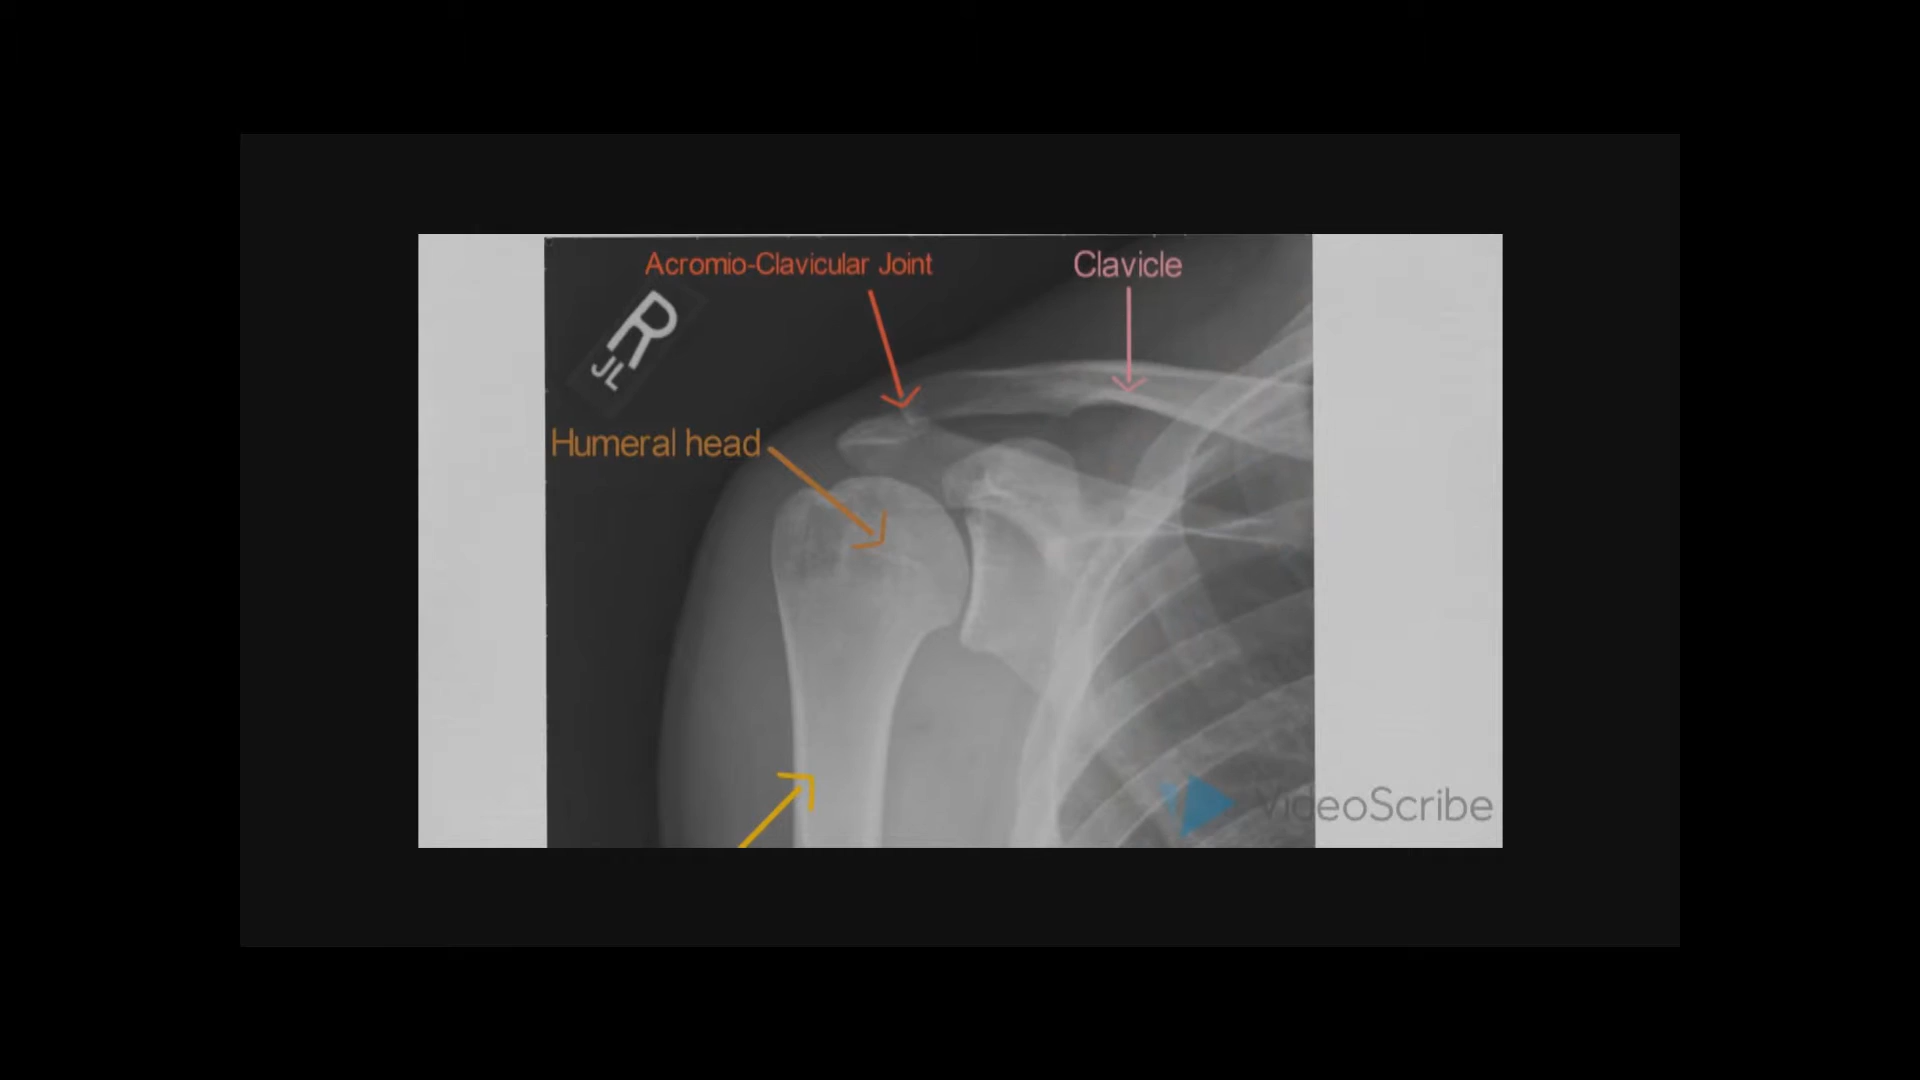 Acromio-Clavicular Joint
Clavicle
R
JL
Humeral head
VideoScribe